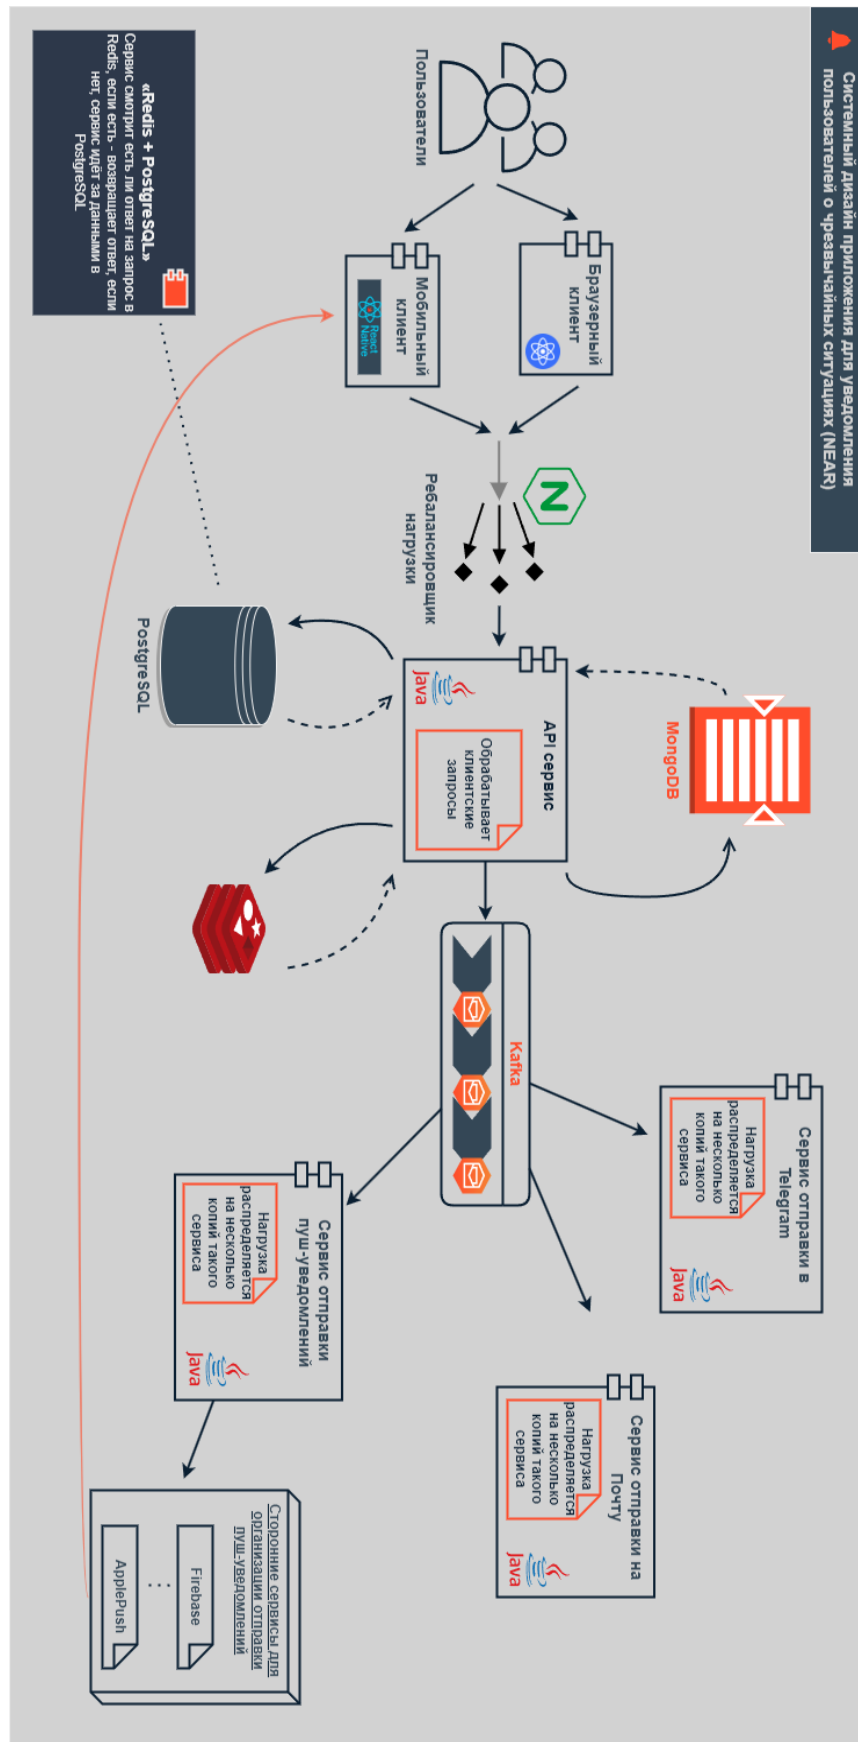 Системный дизайн приложения для уведомления
пользователей о чрезвычайных ситуациях (NEAR)
Пользователи
Браузерный
клиент
Мобильный
клиент
React
Native
«Redis + PostgreSQL»
Сервис смотрит есть ли ответ на запрос в
Redis, если есть - возвращает ответ, если
нет, сервис идёт за данными в
PostgreSQL
N
Ребалансировщик
нагрузки
MongoDB
API сервис
Обрабатывает
клиентские
запросы
Java
PostgreSQL
Kafka
Сервис отправки в
Telegram
Нагрузка
распределяется
на несколько
копий такого
сервиса
Java
Сервис отправки на
Почту
Нагрузка
распределяется
на несколько
копий такого
сервиса
Java
Сервис отправки
пуш-уведомлений
Нагрузка
распределяется
на несколько
копий такого
сервиса
Java
Сторонние сервисы для
организации отправки
пуш-уведомлений
Firebase
...
ApplePush